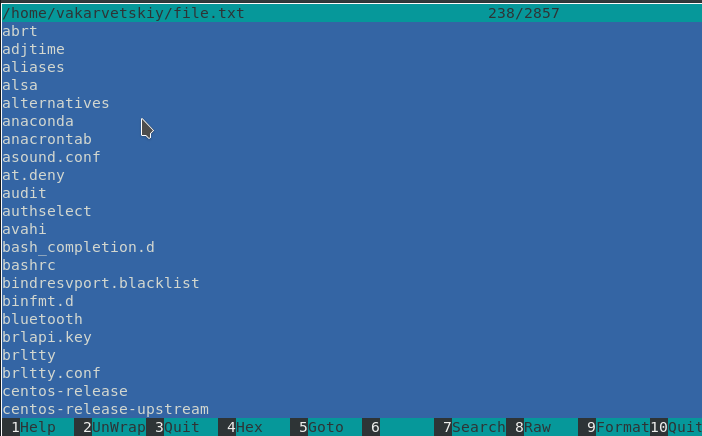 /home/vakarvetskiy/file.txt 238/2857
abrt
adjtime
aliases
alsa
alternatives
anaconda
anacrontab
asound.conf
at.deny
audit
authselect
avahi
bash_completion.d
bashrc
bindresvport.blacklist
binfmt.d
bluetooth
brlapi.key
brltty
brltty.conf
centos-release
centos-release-upstream
1Help 2UnWrap 3Quit 4Hex 5Goto 6 7Search 8Raw 9Format 10Quit